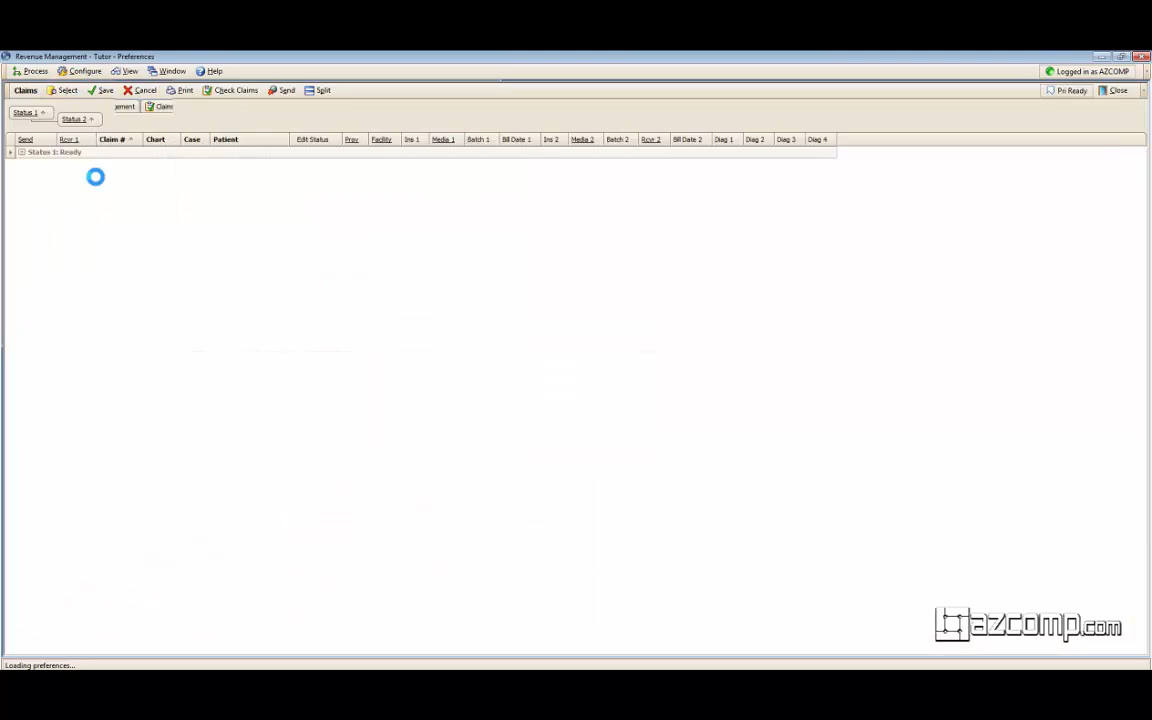 Revenue Management - Tutor - Preferences
Process Configure View Window Help Logged in as AZCOMP
Claims Select Save Cancel Print Check Claims Send Split Pri Ready Close
Status 1 ement Claims
Status 2
Send Rcvr 1 Claim # Chart Case Patient Edit Status Prov Facility Ins 1 Media 1 Batch 1 Bill Date 1 Ins 2 Media 2 Batch 2 Rcvr 2 Bill Date 2 Diag 1 Diag 2 Diag 3 Diag 4
Status 1: Ready
azcomp.com
Loading preferences...